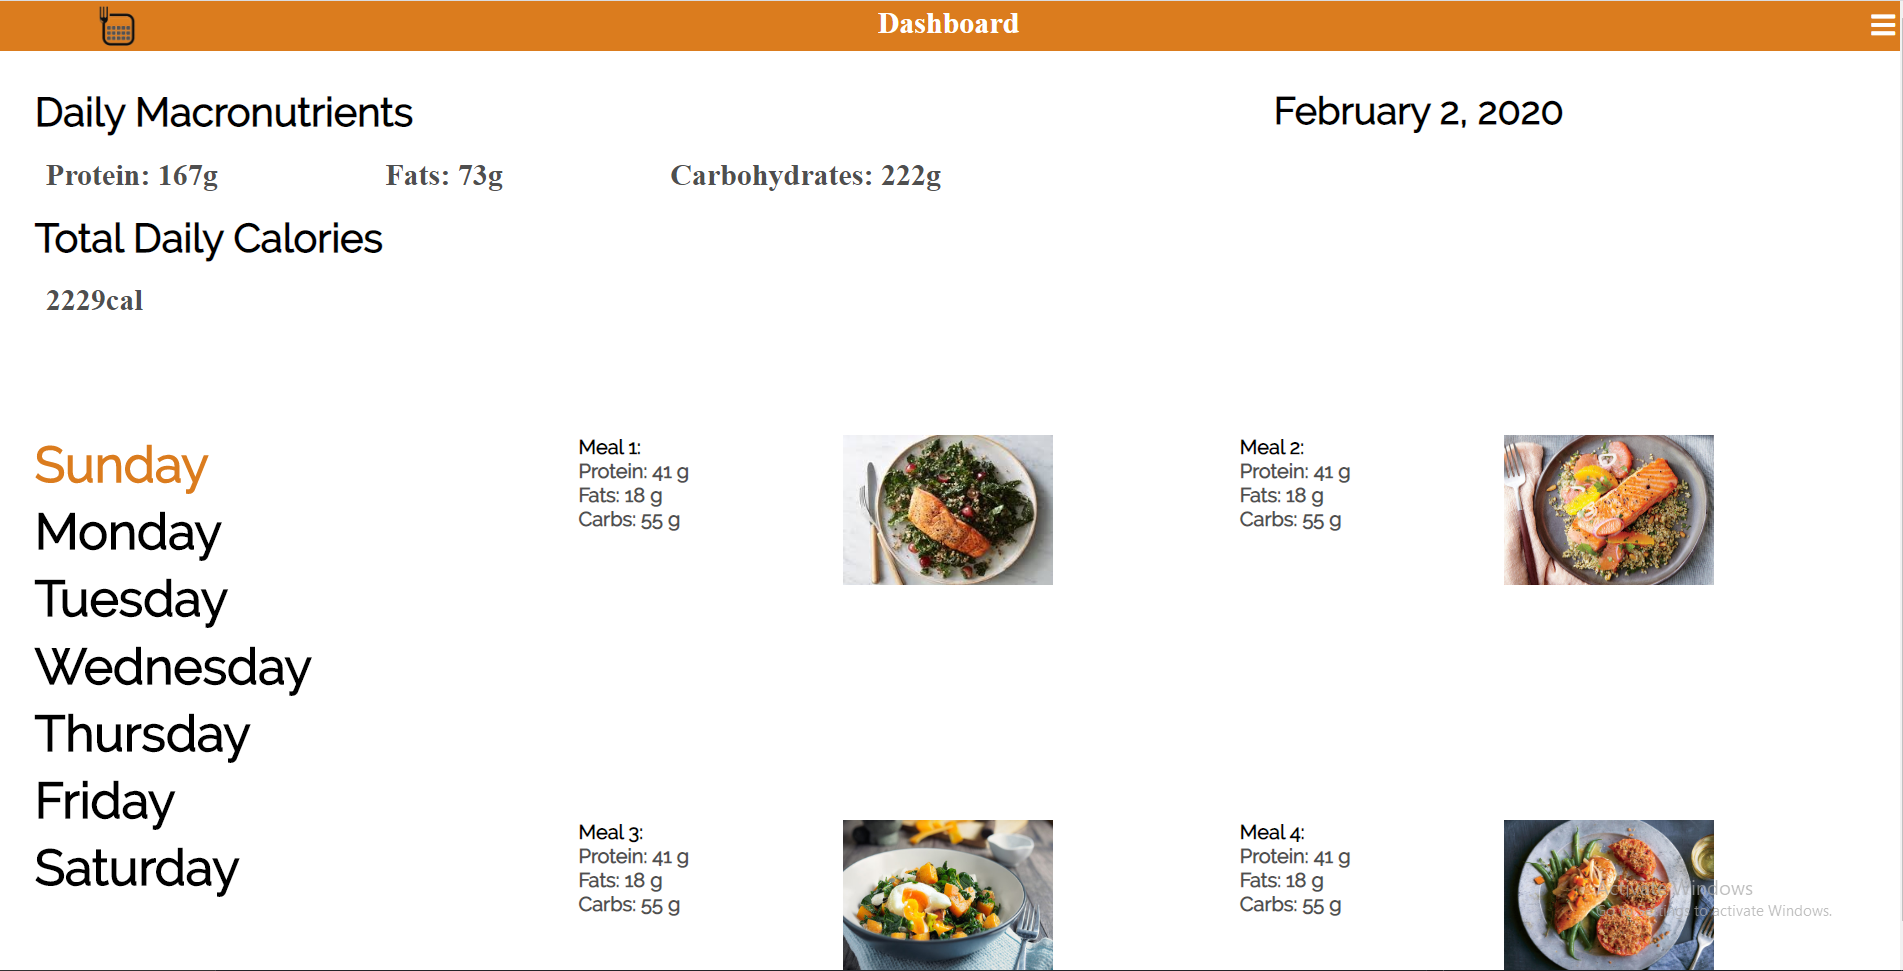 Dashboard
Daily Macronutrients
February 2, 2020
Protein: 167g
Fats: 73g
Carbohydrates: 222g
Total Daily Calories
2229cal
Sunday
Monday
Tuesday
Wednesday
Thursday
Friday
Saturday
Meal 1:
Protein: 41 g
Fats: 18 g
Carbs: 55 g
Meal 2:
Protein: 41 g
Fats: 18 g
Carbs: 55 g
Meal 3:
Protein: 41 g
Fats: 18 g
Carbs: 55 g
Meal 4:
Protein: 41 g
Fats: 18 g
Carbs: 55 g
Activate Windows
Go to Settings to activate Windows.